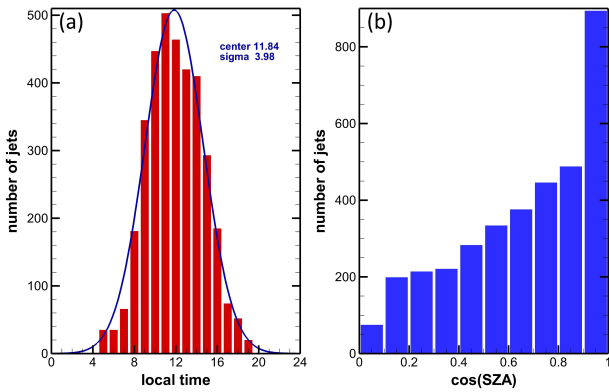 (a)
center 11.84
sigma 3.98
number of jets
500
400
300
200
100
0
0 4 8 12 16 20 24
local time
(b)
number of jets
800
600
400
200
0
0 0.2 0.4 0.6 0.8 1
cos(SZA)